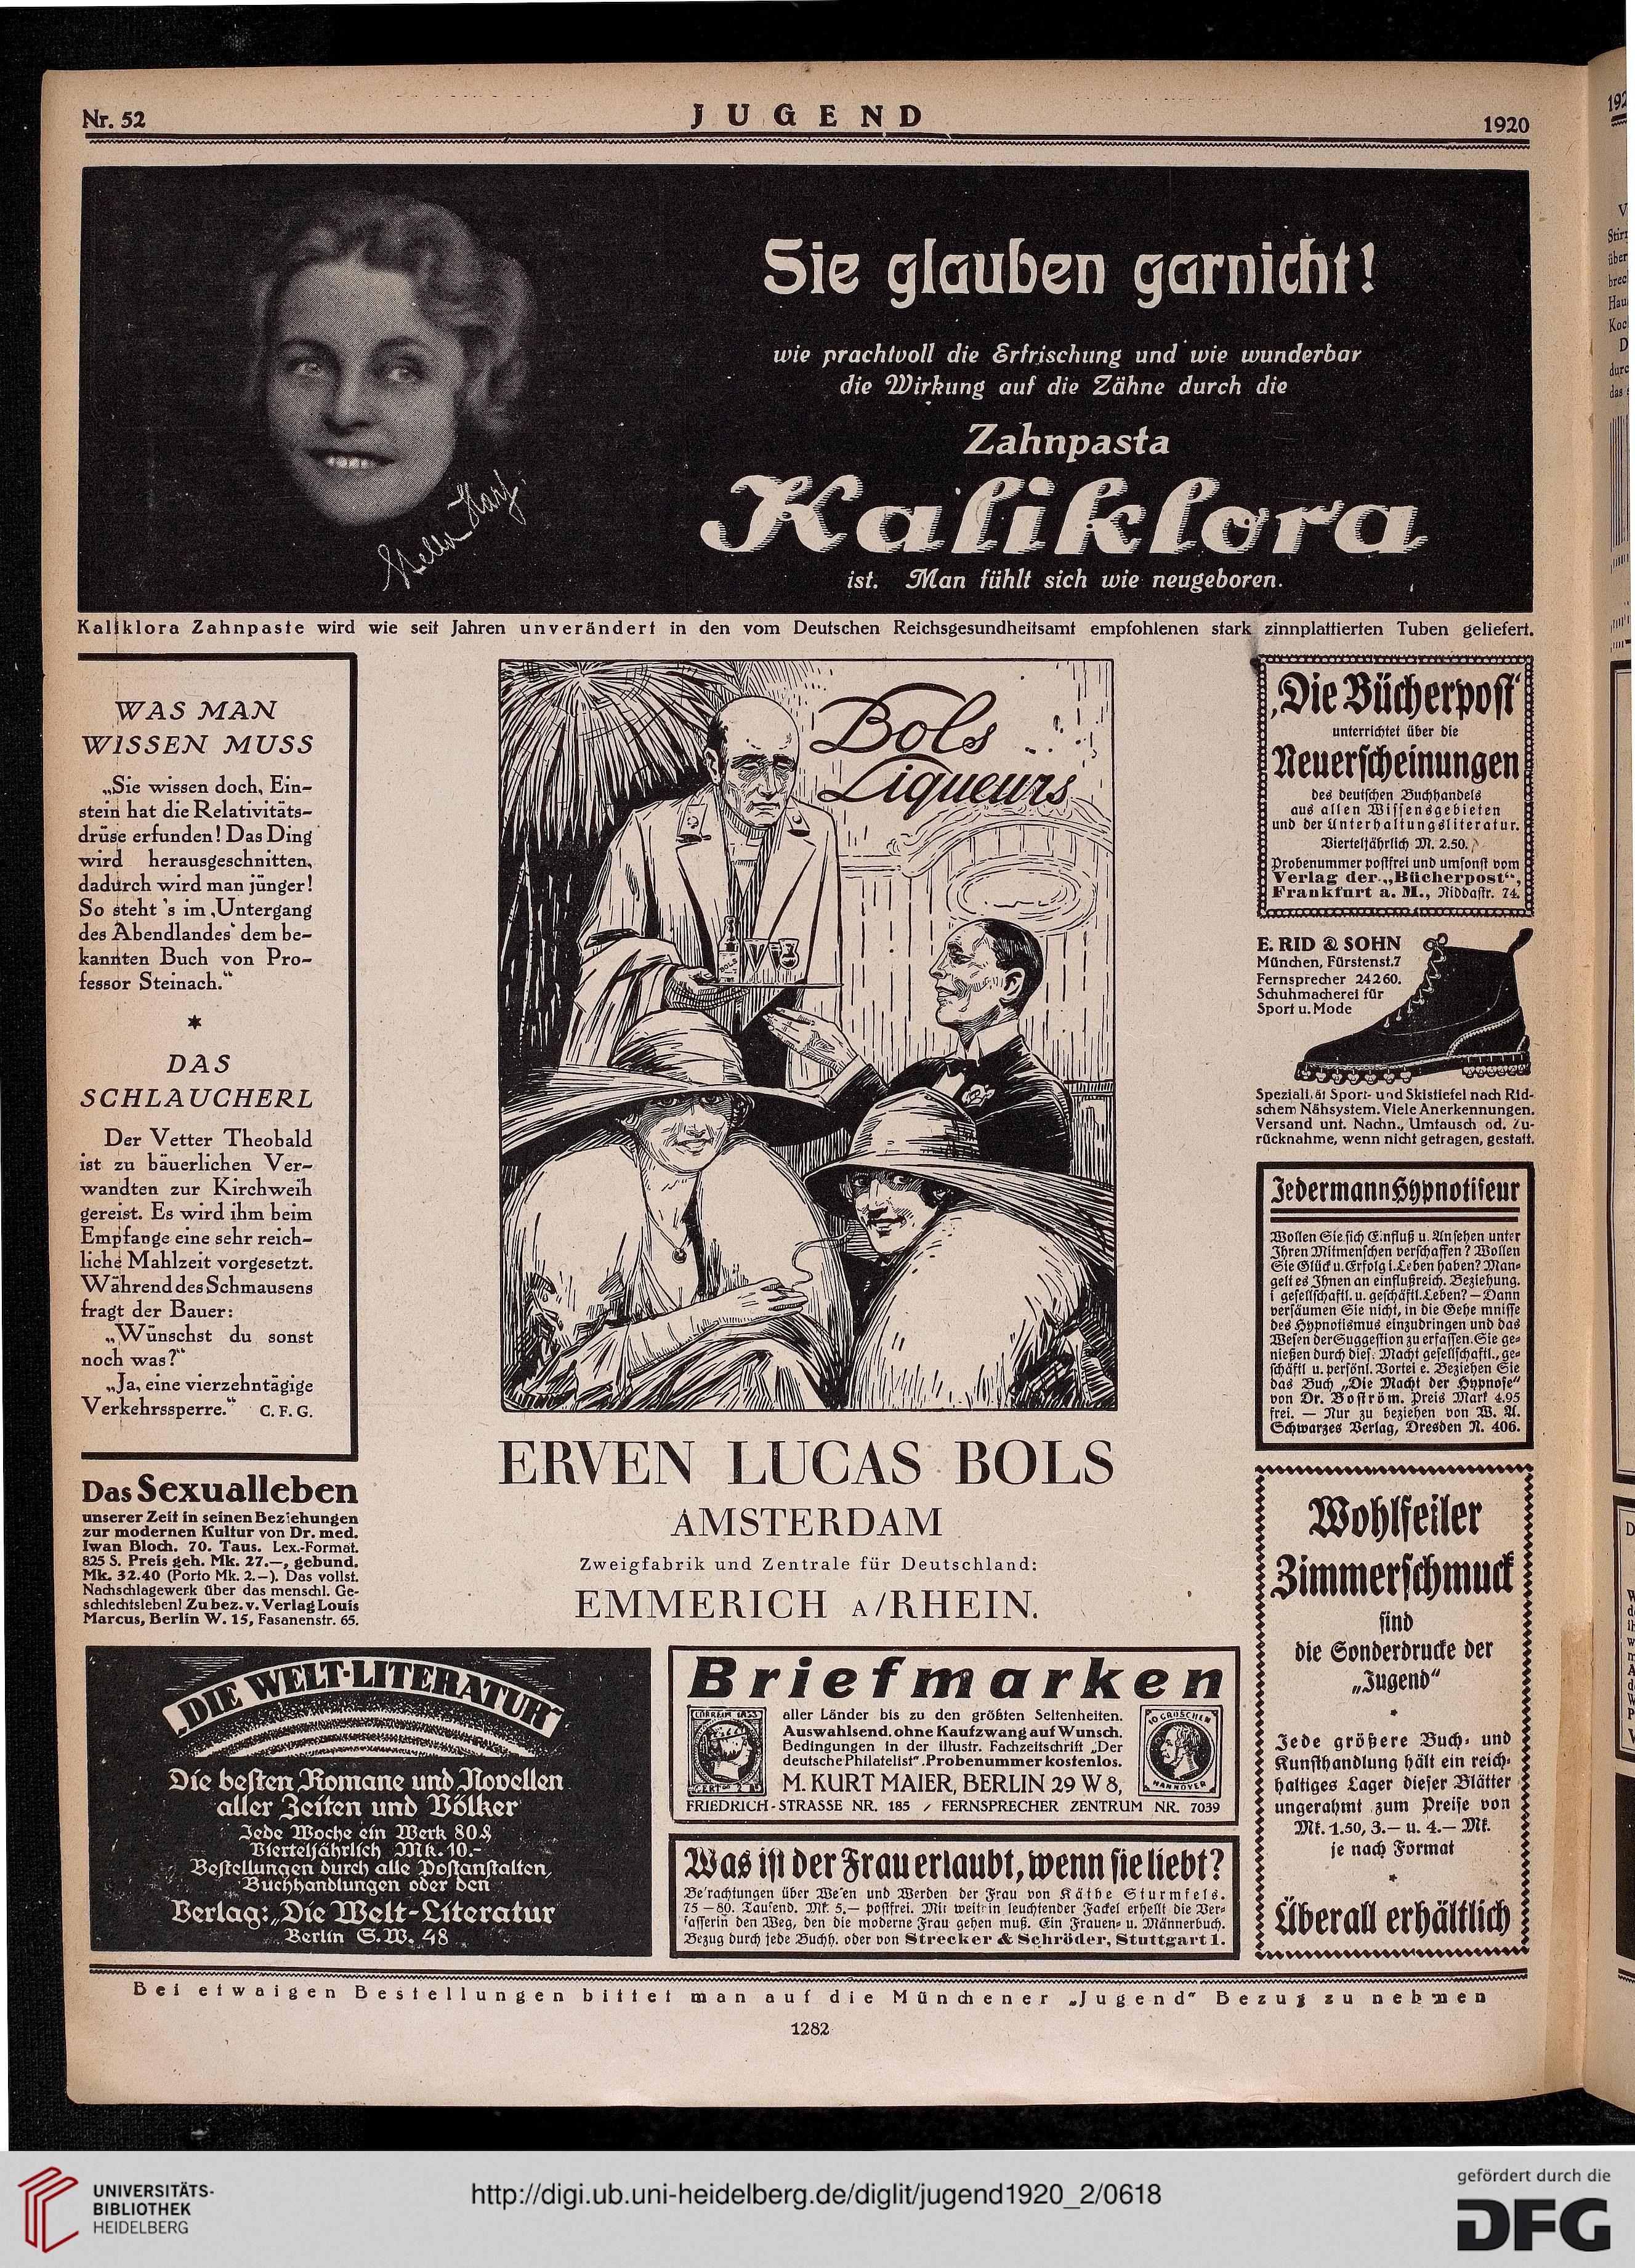 Nr. 52
JUGEND
1920
Sie glauben garnicht!
wie prachtvoll die Erfrischung und wie wunderbar
die Wirkung auf die Zähne durch die
Zahnpasta
Kaliklora
ist. Man fühlt sich wie neugeboren.
Kaliklora Zahnpaste wird wie seit Jahren unverändert in den vom Deutschen Reichsgesundheitsamt empfohlenen stark zinnplattierten Tuben geliefert.
WAS MAN
WISSEN MUSS
„Sie wissen doch, Ein-
stein hat die Relativitäts-
drüse erfunden! Das Ding
wird herausgeschnitten,
dadurch wird man jünger!
So steht 's im ‚Untergang
des Abendlandes‘ dem be-
kannten Buch von Pro-
fessor Steinach.“
*
DAS
SCHLAUCHERL
Der Vetter Theobald
ist zu bäuerlichen Ver-
wandten zur Kirchweih
gereist. Es wird ihm beim
Empfange eine sehr reich-
liche Mahlzeit vorgesetzt.
Während des Schmausens
fragt der Bauer:
„Wünschst du sonst
noch was?“
„Ja, eine vierzehntägige
Verkehrssperre.“ C. F. G.
Das Sexualleben
unserer Zeit in seinen Beziehungen
zur modernen Kultur von Dr. med.
Iwan Bloch. 70. Taus. Lex.-Format.
825 S. Preis geh. Mk. 27.—, gebund.
Mk. 32.40 (Porto Mk. 2.—). Das vollst.
Nachschlagewerk über das menschl. Ge-
schlechtsleben! Zu bez. v. Verlag Louis
Marcus, Berlin W. 15, Fasanenstr. 65.
Bols
Liqueurs
BOLS
ERVEN LUCAS BOLS
AMSTERDAM
Zweigfabrik und Zentrale für Deutschland:
EMMERICH A/RHEIN.
‚Die Bücherpost‘
unterrichtet über die
Neuerscheinungen
des deutschen Buchhandels
aus allen Wissensgebieten
und der Unterhaltungsliteratur.
Vierteljährlich M. 2.50.
Probenummer postfrei und umsonst vom
Verlag der „Bücherpost“,
Frankfurt a. M., Niddastr. 74.
E. RID & SOHN
München, Fürstenst. 7
Fernsprecher 24260.
Schuhmacherei für
Sport u. Mode
Spezialität Sport- und Skistiefel nach Rid-
schem Nähsystem. Viele Anerkennungen.
Versand unt. Nachn., Umtausch od. Zu-
rücknahme, wenn nicht getragen, gestatt.
Jedermann Hypnotiseur
Wollen Sie sich Einfluß u. Ansehen unter
Ihren Mitmenschen verschaffen? Wollen
Sie Glück u. Erfolg i. Leben haben? Man-
gelt es Ihnen an einflußreich. Beziehung.
i gesellschaftl. u. geschäftl. Leben? — Dann
versäumen Sie nicht, in die Gehe mnisse
des Hypnotismus einzudringen und das
Wesen der Suggestion zu erfassen. Sie ge-
nießen durch dies. Macht gesellschaftl., ge-
schäftl u. persönl. Vortei e. Beziehen Sie
das Buch „Die Macht der Hypnose“
von Dr. Boström. Preis Mark 4.95
frei. — Nur zu beziehen von W. A.
Schwarzes Verlag, Dresden N. 406.
Wohlfeiler
Zimmerschmuck
sind
die Sonderdrucke der
„Jugend“
*
Jede größere Buch- und
Kunsthandlung hält ein reich-
haltiges Lager dieser Blätter
ungerahmt zum Preise von
Mk. 1.50, 3.— u. 4.— Mk.
je nach Format
*
Überall erhältlich
„DIE WELT-LITERATUR“
Die besten Romane und Novellen
aller Zeiten und Völker
Jede Woche ein Werk 80 ₰
Vierteljährlich Mk. 10.-
Bestellungen durch alle Postanstalten,
Buchhandlungen oder den
Verlag: „Die Welt-Literatur“
Berlin S.W. 48
Briefmarken
aller Länder bis zu den größten Seltenheiten.
Auswahlsend. ohne Kaufzwang auf Wunsch.
Bedingungen in der illustr. Fachzeitschrift „Der
deutsche Philatelist“. Probenummer kostenlos.
M. KURT MAIER, BERLIN 29 W 8,
FRIEDRICH-STRASSE NR. 185 / FERNSPRECHER ZENTRUM NR. 7039
HANNOVER
Was ist der Frau erlaubt, wenn sie liebt?
Be rachtungen über We en und Werden der Frau von Käthe Sturmfels.
75—80. Tausend. Mk. 5.— postfrei. Mit weithin leuchtender Fackel erhellt die Ver-
fasserin den Weg, den die moderne Frau gehen muß. Ein Frauen- u. Männerbuch.
Bezug durch jede Buchh. oder von Strecker & Schröder, Stuttgart 1.
Bei etwaigen Bestellungen bittet man auf die Münchener „Jugend“ Bezug zu nehmen
1282
UNIVERSITÄTS-
BIBLIOTHEK
HEIDELBERG
http://digi.ub.uni-heidelberg.de/diglit/jugend1920_2/0618
gefördert durch die
DFG